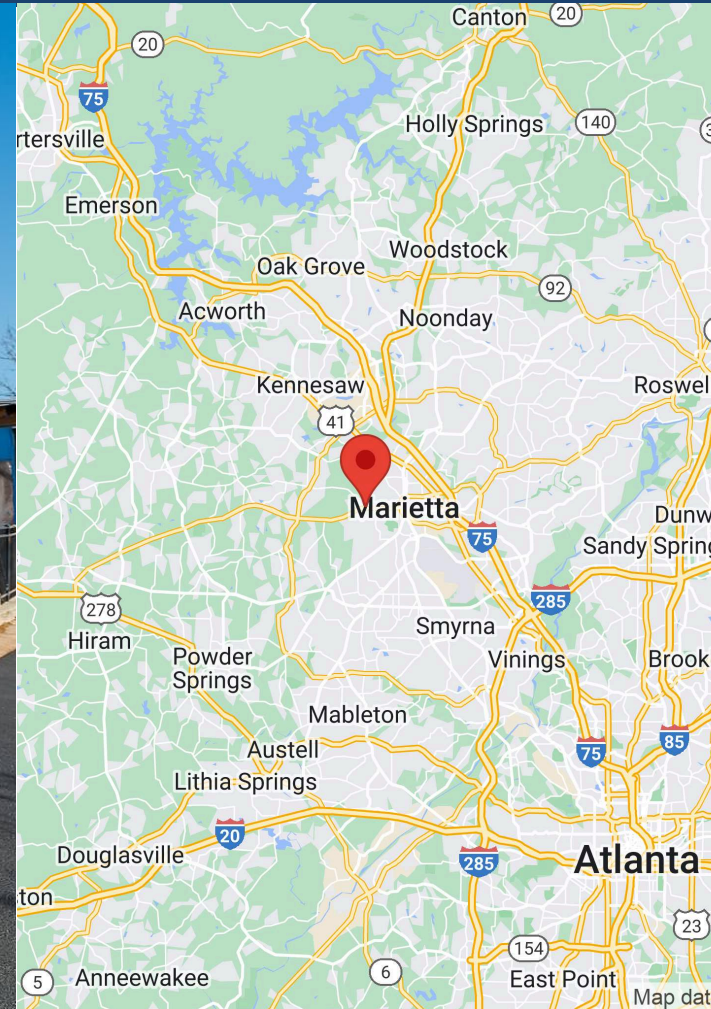 Canton
20
20
75
Holly Springs
140
rtersville
Emerson
Woodstock
Oak Grove
92
Acworth
Noonday
Kennesaw
Roswel
41
Marietta
Dunw
75
Sandy Spring
285
278
Smyrna
Hiram
Powder
Springs
Vinings
Brook
Mableton
Austell
75
85
Lithia Springs
20
Douglasville
285
Atlanta
ton
23
154
Anneewakee
5
6
East Point
Map dat